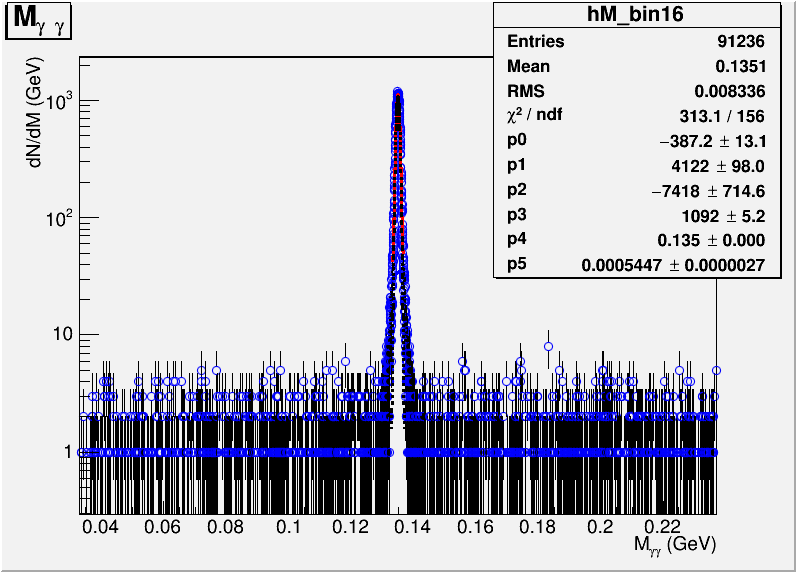 M γ γ
hM_bin16
Entries 91236
Mean 0.1351
RMS 0.008336
χ² / ndf 313.1 / 156
p0 −387.2 ± 13.1
p1 4122 ± 98.0
p2 −7418 ± 714.6
p3 1092 ± 5.2
p4 0.135 ± 0.000
p5 0.0005447 ± 0.0000027
dN/dM (GeV)
10³
10²
10
1
0.04 0.06 0.08 0.1 0.12 0.14 0.16 0.18 0.2 0.22
Mγγ (GeV)